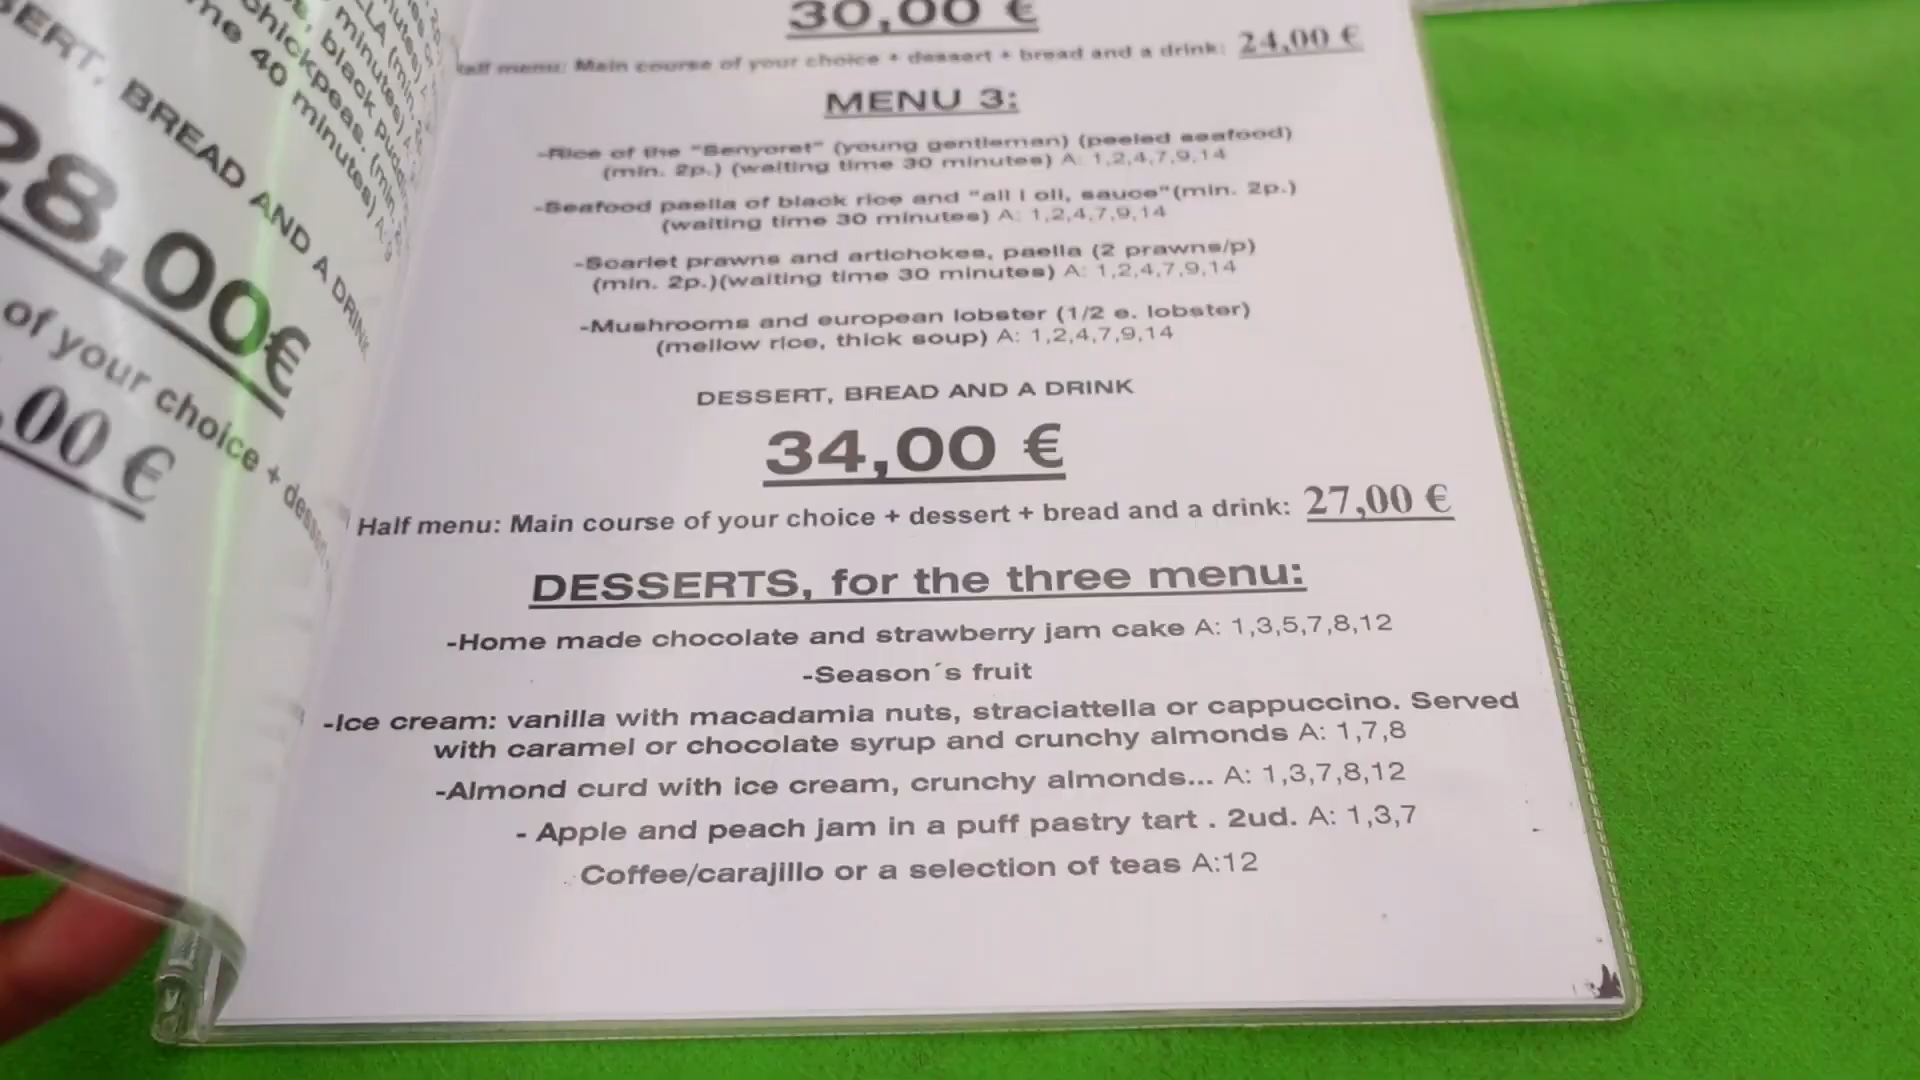 BREAD AND A DRINK
28,00€
of your choice +
,00 €
30,00 €
Half menu: Main course of your choice + dessert + bread and a drink: 24,00 €
MENU 3:
-Rice of the "Senyoret" (young gentleman) (peeled seafood)
(min. 2p.) (waiting time 30 minutes) A: 1,2,4,7,9,14
-Seafood paella of black rice and "all i oli, sauce"(min. 2p.)
(waiting time 30 minutes) A: 1,2,4,7,9,14
-Scarlet prawns and artichokes, paella (2 prawns/p)
(min. 2p.)(waiting time 30 minutes) A: 1,2,4,7,9,14
-Mushrooms and european lobster (1/2 e. lobster)
(mellow rice, thick soup) A: 1,2,4,7,9,14
DESSERT, BREAD AND A DRINK
34,00 €
Half menu: Main course of your choice + dessert + bread and a drink: 27,00 €
DESSERTS, for the three menu:
-Home made chocolate and strawberry jam cake A: 1,3,5,7,8,12
-Season´s fruit
-Ice cream: vanilla with macadamia nuts, straciattella or cappuccino. Served
with caramel or chocolate syrup and crunchy almonds A: 1,7,8
-Almond curd with ice cream, crunchy almonds... A: 1,3,7,8,12
- Apple and peach jam in a puff pastry tart . 2ud. A: 1,3,7
Coffee/carajillo or a selection of teas A:12